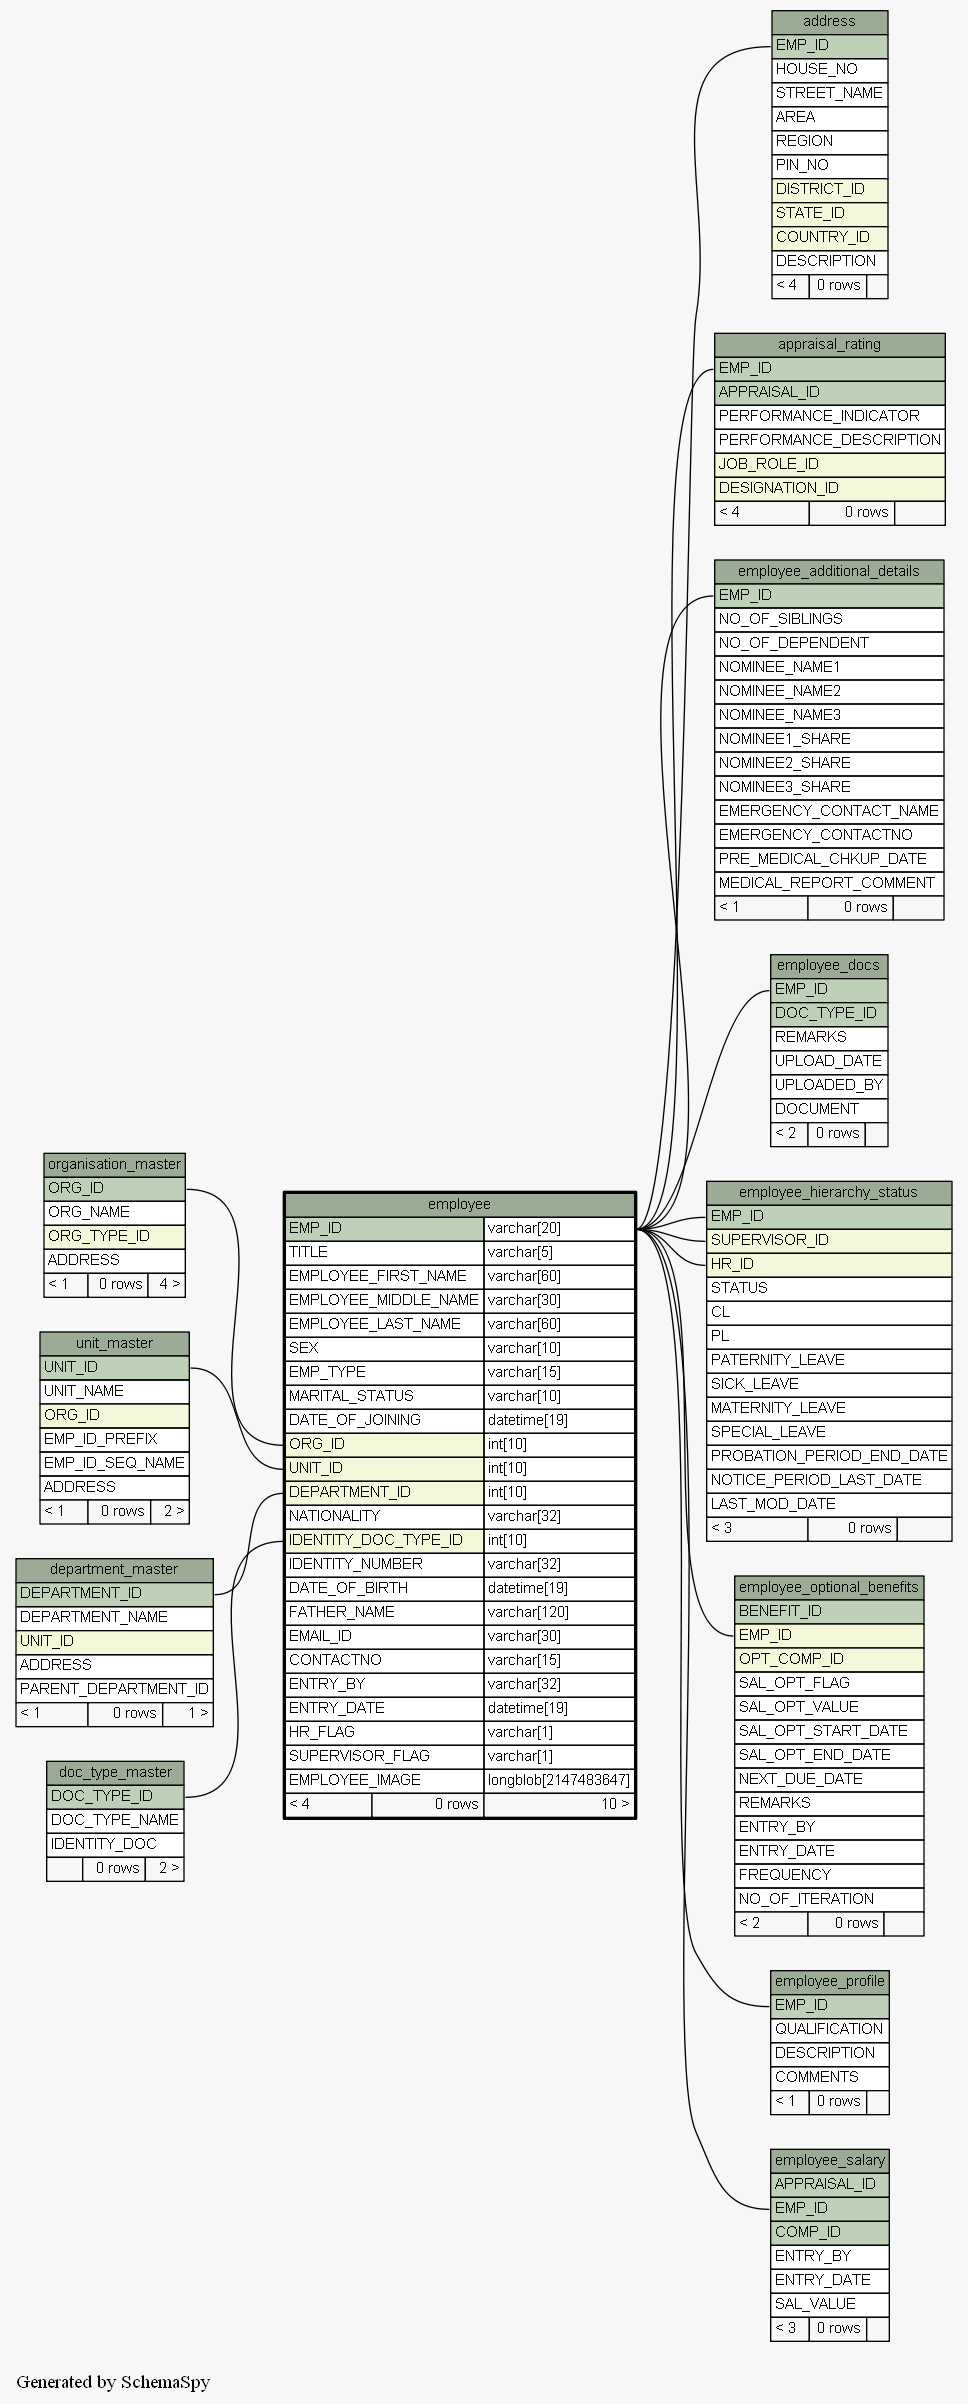 address
EMP_ID
HOUSE_NO
STREET_NAME
AREA
REGION
PIN_NO
DISTRICT_ID
STATE_ID
COUNTRY_ID
DESCRIPTION
< 4 0 rows
appraisal_rating
EMP_ID
APPRAISAL_ID
PERFORMANCE_INDICATOR
PERFORMANCE_DESCRIPTION
JOB_ROLE_ID
DESIGNATION_ID
< 4 0 rows
employee_additional_details
EMP_ID
NO_OF_SIBLINGS
NO_OF_DEPENDENT
NOMINEE_NAME1
NOMINEE_NAME2
NOMINEE_NAME3
NOMINEE1_SHARE
NOMINEE2_SHARE
NOMINEE3_SHARE
EMERGENCY_CONTACT_NAME
EMERGENCY_CONTACTNO
PRE_MEDICAL_CHKUP_DATE
MEDICAL_REPORT_COMMENT
< 1 0 rows
employee_docs
EMP_ID
DOC_TYPE_ID
REMARKS
UPLOAD_DATE
UPLOADED_BY
DOCUMENT
< 2 0 rows
organisation_master
ORG_ID
ORG_NAME
ORG_TYPE_ID
ADDRESS
< 1 0 rows 4 >
unit_master
UNIT_ID
UNIT_NAME
ORG_ID
EMP_ID_PREFIX
EMP_ID_SEQ_NAME
ADDRESS
< 1 0 rows 2 >
department_master
DEPARTMENT_ID
DEPARTMENT_NAME
UNIT_ID
ADDRESS
PARENT_DEPARTMENT_ID
< 1 0 rows 1 >
doc_type_master
DOC_TYPE_ID
DOC_TYPE_NAME
IDENTITY_DOC
0 rows 2 >
employee
EMP_ID varchar[20]
TITLE varchar[5]
EMPLOYEE_FIRST_NAME varchar[60]
EMPLOYEE_MIDDLE_NAME varchar[30]
EMPLOYEE_LAST_NAME varchar[60]
SEX varchar[10]
EMP_TYPE varchar[15]
MARITAL_STATUS varchar[10]
DATE_OF_JOINING datetime[19]
ORG_ID int[10]
UNIT_ID int[10]
DEPARTMENT_ID int[10]
NATIONALITY varchar[32]
IDENTITY_DOC_TYPE_ID int[10]
IDENTITY_NUMBER varchar[32]
DATE_OF_BIRTH datetime[19]
FATHER_NAME varchar[120]
EMAIL_ID varchar[30]
CONTACTNO varchar[15]
ENTRY_BY varchar[32]
ENTRY_DATE datetime[19]
HR_FLAG varchar[1]
SUPERVISOR_FLAG varchar[1]
EMPLOYEE_IMAGE longblob[2147483647]
< 4 0 rows 10 >
employee_hierarchy_status
EMP_ID
SUPERVISOR_ID
HR_ID
STATUS
CL
PL
PATERNITY_LEAVE
SICK_LEAVE
MATERNITY_LEAVE
SPECIAL_LEAVE
PROBATION_PERIOD_END_DATE
NOTICE_PERIOD_LAST_DATE
LAST_MOD_DATE
< 3 0 rows
employee_optional_benefits
BENEFIT_ID
EMP_ID
OPT_COMP_ID
SAL_OPT_FLAG
SAL_OPT_VALUE
SAL_OPT_START_DATE
SAL_OPT_END_DATE
NEXT_DUE_DATE
REMARKS
ENTRY_BY
ENTRY_DATE
FREQUENCY
NO_OF_ITERATION
< 2 0 rows
employee_profile
EMP_ID
QUALIFICATION
DESCRIPTION
COMMENTS
< 1 0 rows
employee_salary
APPRAISAL_ID
EMP_ID
COMP_ID
ENTRY_BY
ENTRY_DATE
SAL_VALUE
< 3 0 rows
Generated by SchemaSpy